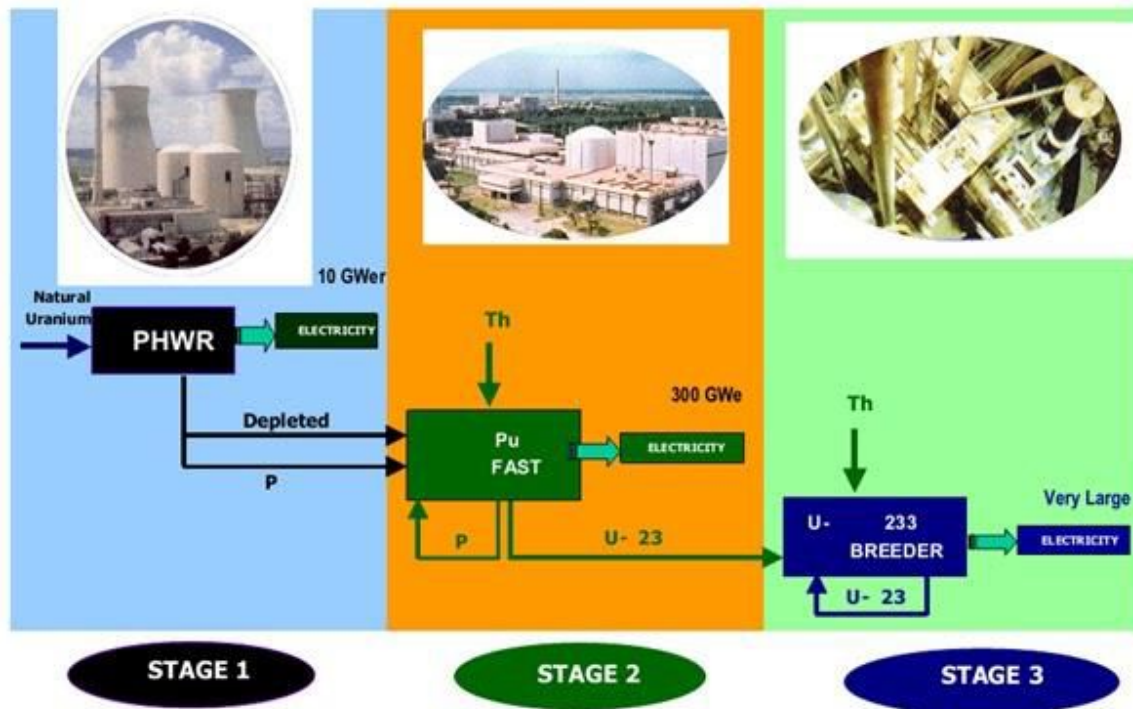 10 GWer
Natural
Uranium
PHWR
ELECTRICITY
Depleted
P
Th
300 GWe
Pu
FAST
ELECTRICITY
P
U- 23
Th
Very Large
U- 233
BREEDER
ELECTRICITY
U- 23
STAGE 1
STAGE 2
STAGE 3